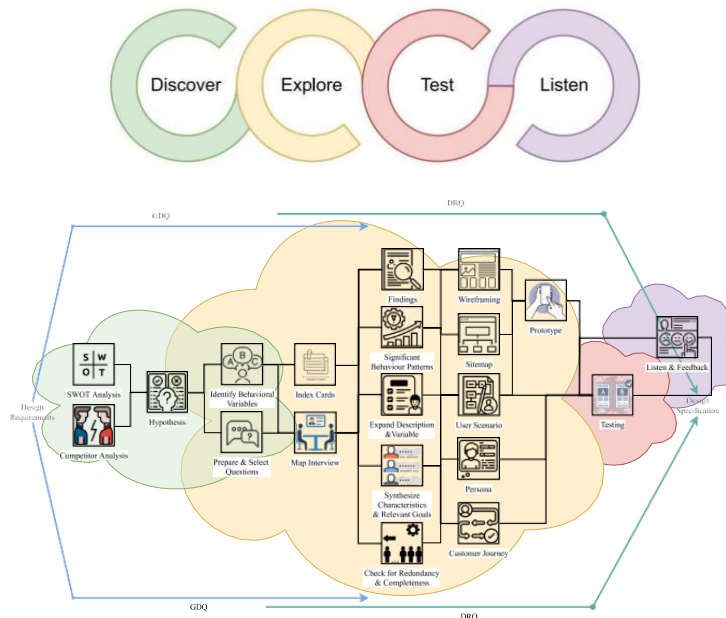 Discover
Explore
Test
Listen
GDQ
DRQ
Design
Requirements
S W
O T
SWOT Analysis
Competitor Analysis
Hypothesis
A B C
Identify Behavioral
Variables
Prepare & Select
Questions
Index Cards
Map Interview
Findings
Significant
Behaviour Patterns
Expand Description
&Variable
Synthesize
Characteristics
& Relevant Goals
Check for Redundancy
& Completeness
Wireframing
Sitemap
User Scenario
Persona
Customer Journey
Prototype
A B
Testing
Listen & Feedback
Design
Specification
GDQ
DRQ